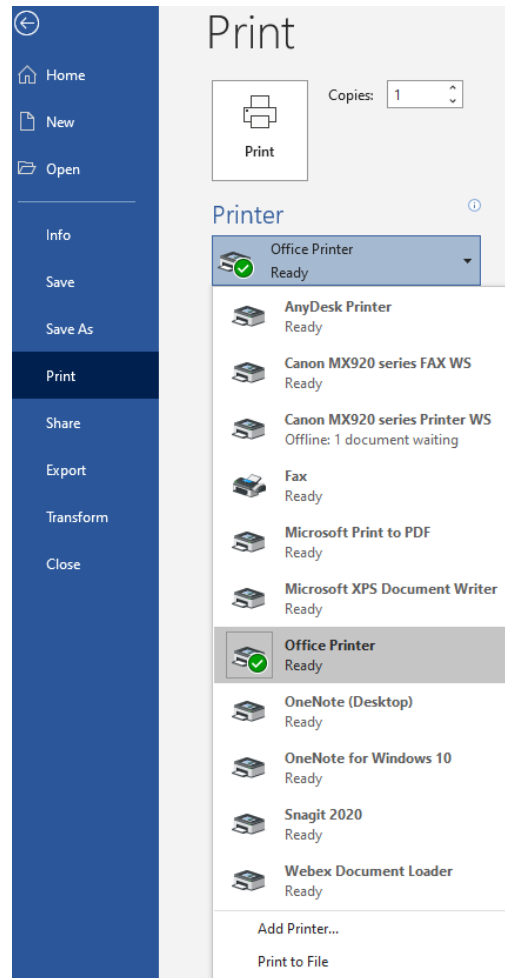 Print
Home
New
Open
Info
Save
Save As
Print
Share
Export
Transform
Close
Copies: 1
Print
Printer
Office Printer
Ready
AnyDesk Printer
Ready
Canon MX920 series FAX WS
Ready
Canon MX920 series Printer WS
Offline: 1 document waiting
Fax
Ready
Microsoft Print to PDF
Ready
Microsoft XPS Document Writer
Ready
Office Printer
Ready
OneNote (Desktop)
Ready
OneNote for Windows 10
Ready
Snagit 2020
Ready
Webex Document Loader
Ready
Add Printer...
Print to File